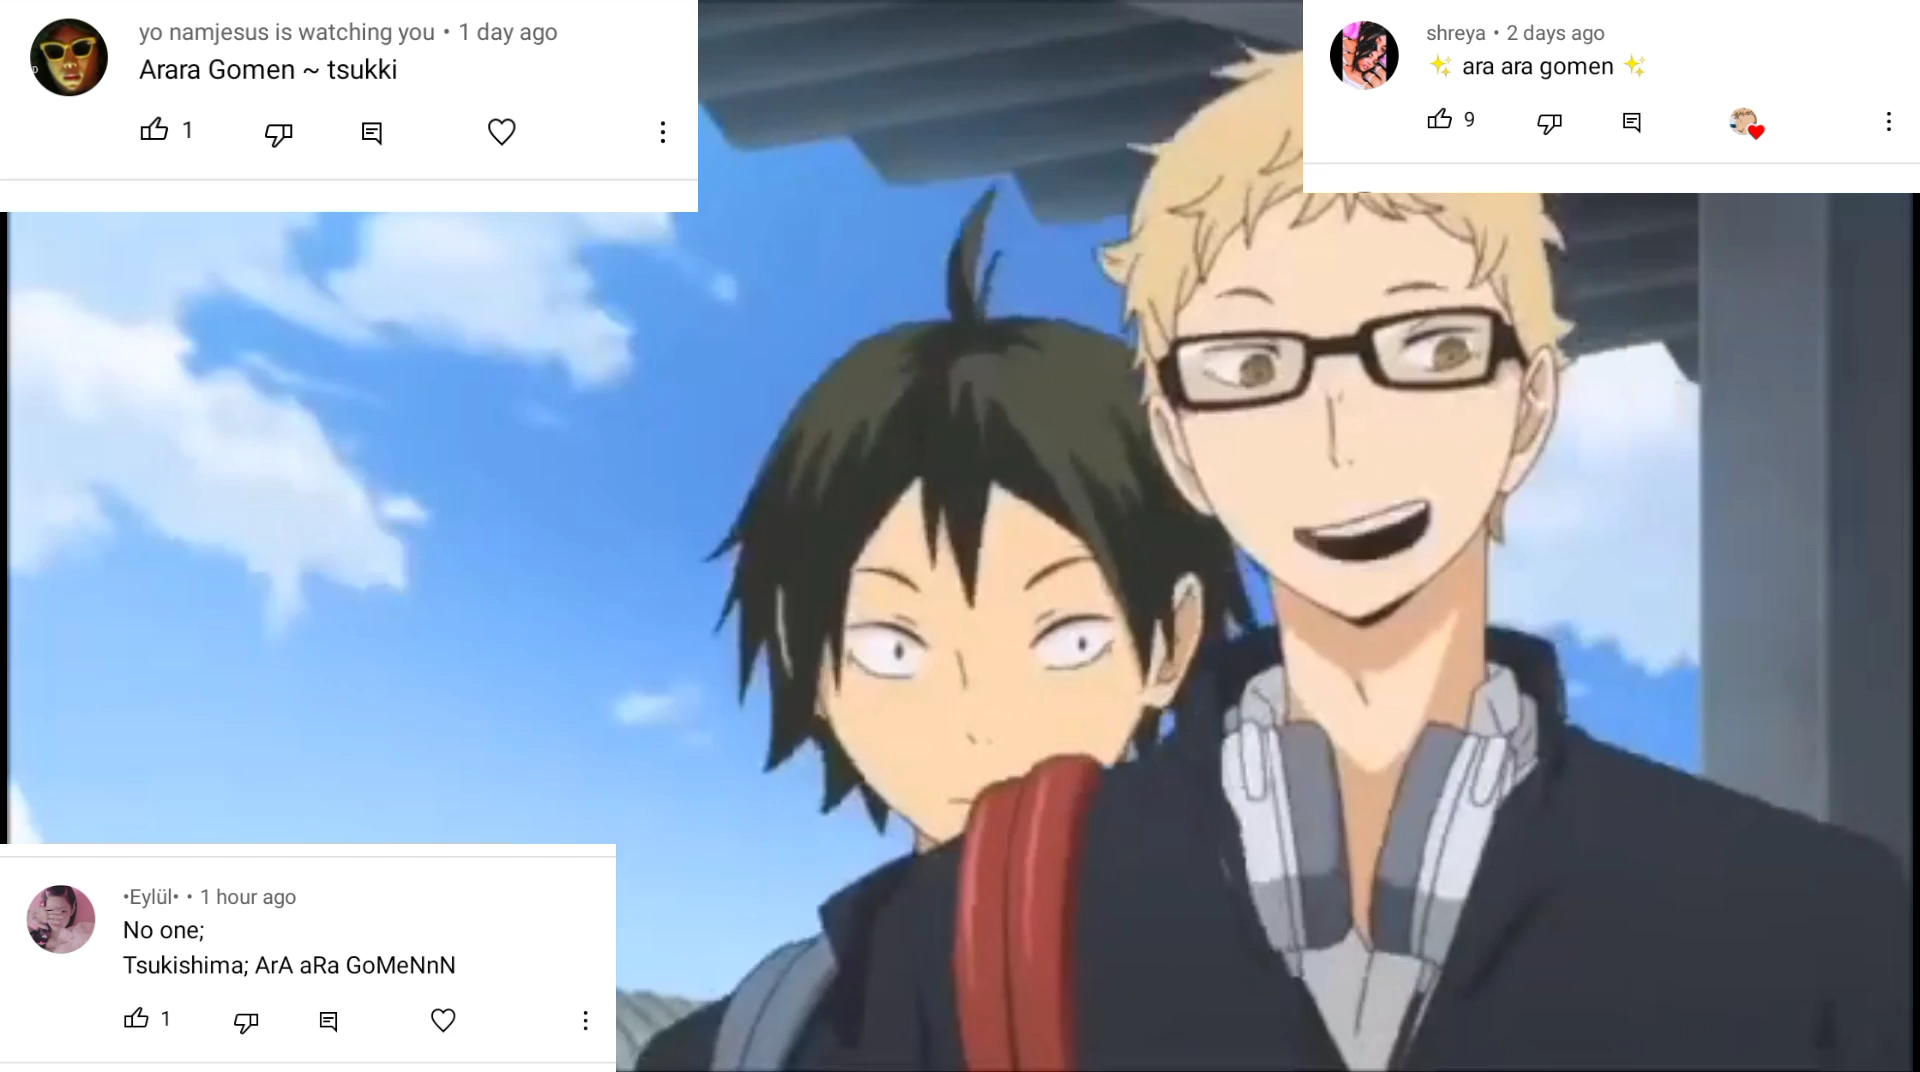 yo namjesus is watching you • 1 day ago
Arara Gomen ~ tsukki
1
shreya • 2 days ago
✨ ara ara gomen ✨
9
•Eylül• • 1 hour ago
No one;
Tsukishima; ArA aRa GoMeNnN
1